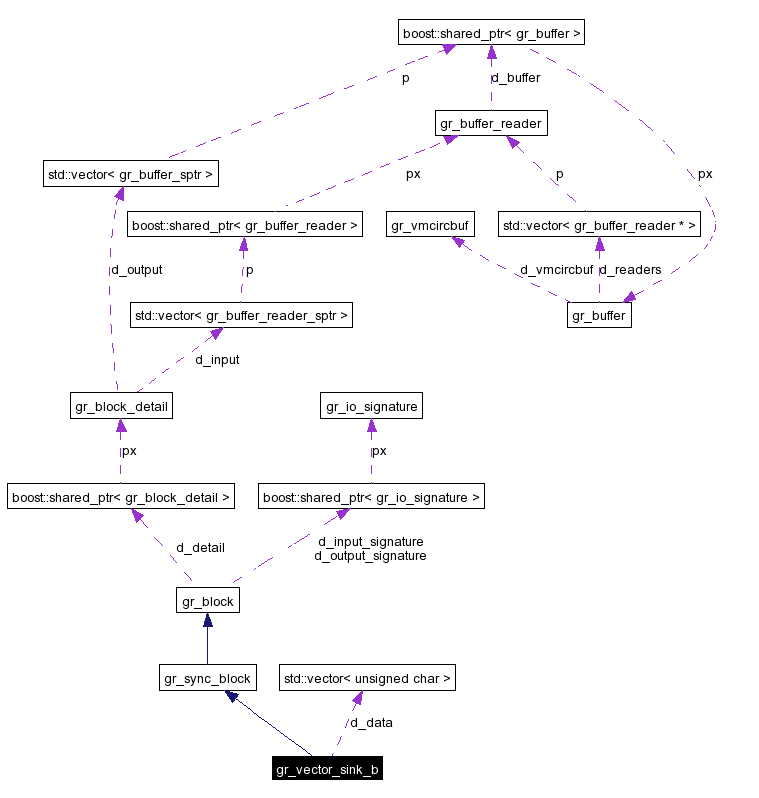 boost::shared_ptr< gr_buffer >
p
d_buffer
gr_buffer_reader
std::vector< gr_buffer_sptr >
px
p
px
boost::shared_ptr< gr_buffer_reader >
gr_vmcircbuf
std::vector< gr_buffer_reader * >
d_output
p
d_vmcircbuf
d_readers
std::vector< gr_buffer_reader_sptr >
gr_buffer
d_input
gr_block_detail
gr_io_signature
px
px
boost::shared_ptr< gr_block_detail >
boost::shared_ptr< gr_io_signature >
d_detail
d_input_signature
d_output_signature
gr_block
gr_sync_block
std::vector< unsigned char >
d_data
gr_vector_sink_b